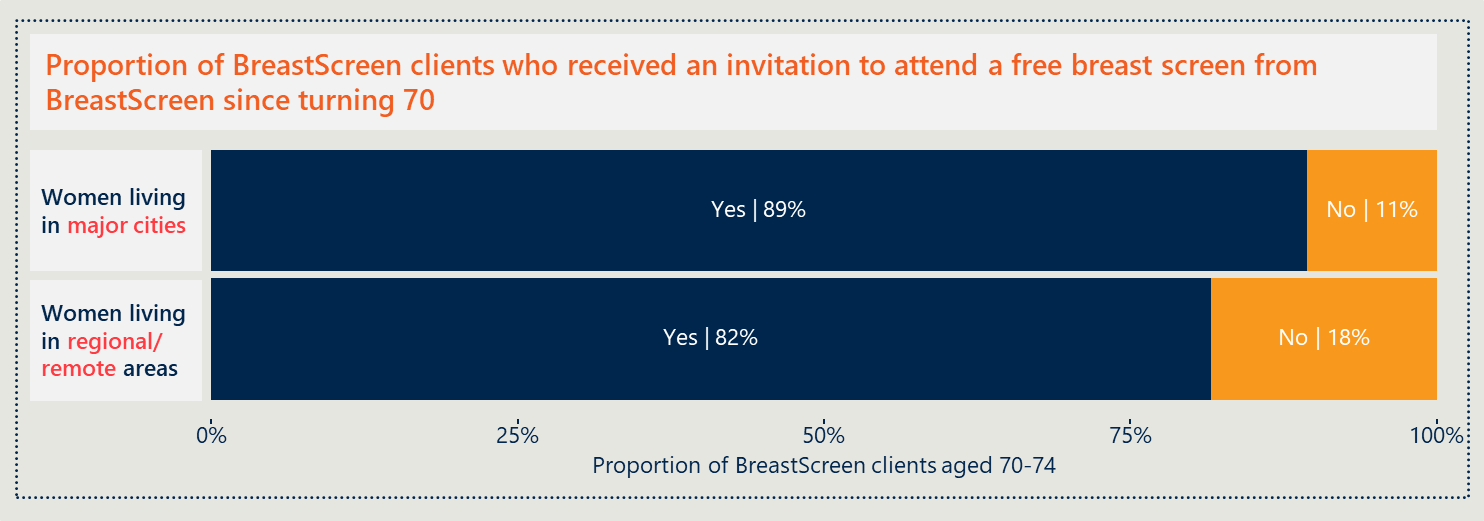 Proportion of BreastScreen clients who received an invitation to attend a free breast screen from
BreastScreen since turning 70
Women living
in major cities
Yes | 89%
No | 11%
Women living
in regional/
remote areas
Yes | 82%
No | 18%
0%
25%
50%
75%
100%
Proportion of BreastScreen clients aged 70-74